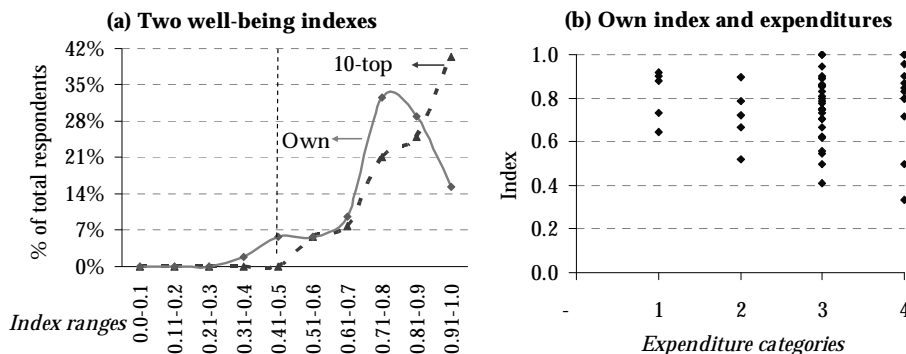 (a) Two well-being indexes
% of total respondents
42%
35%
28%
21%
14%
7%
0%
10-top
Own
0.0-0.1
0.11-0.2
0.21-0.3
0.31-0.4
0.41-0.5
0.51-0.6
0.61-0.7
0.71-0.8
0.81-0.9
0.91-1.0
Index ranges
(b) Own index and expenditures
Index
1.0
0.8
0.6
0.4
0.2
0.0
- 1 2 3 4
Expenditure categories